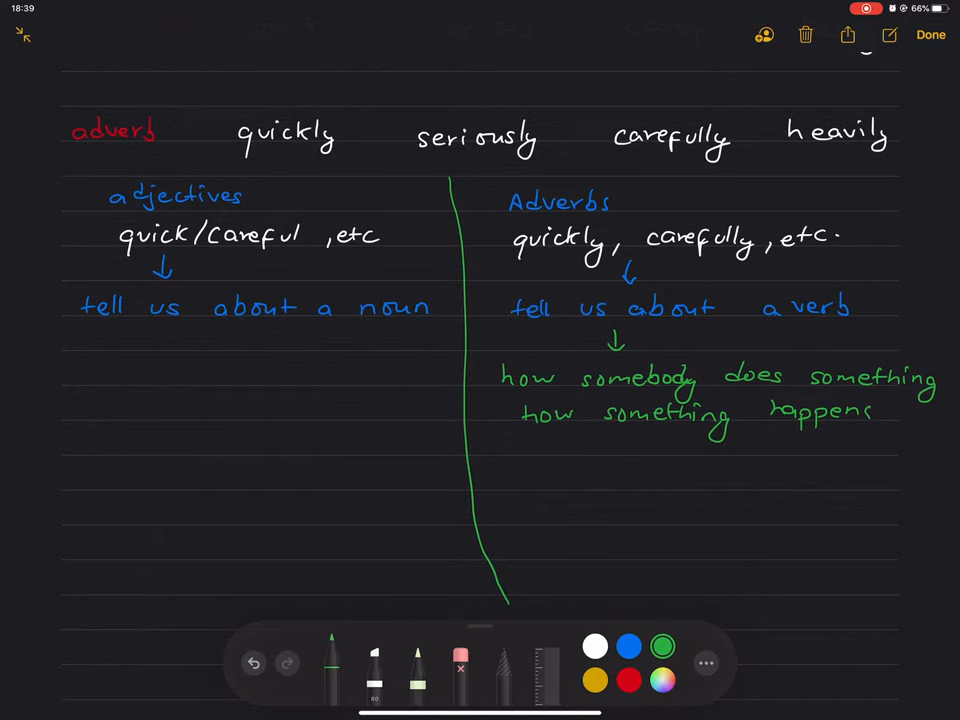 18:39
66%
Done
adverb quickly seriously carefully heavily
adjectives
quick/careful ,etc
tell us about a noun
Adverbs
quickly, carefully, etc.
tell us about a verb
how somebody does something
how something happens
80